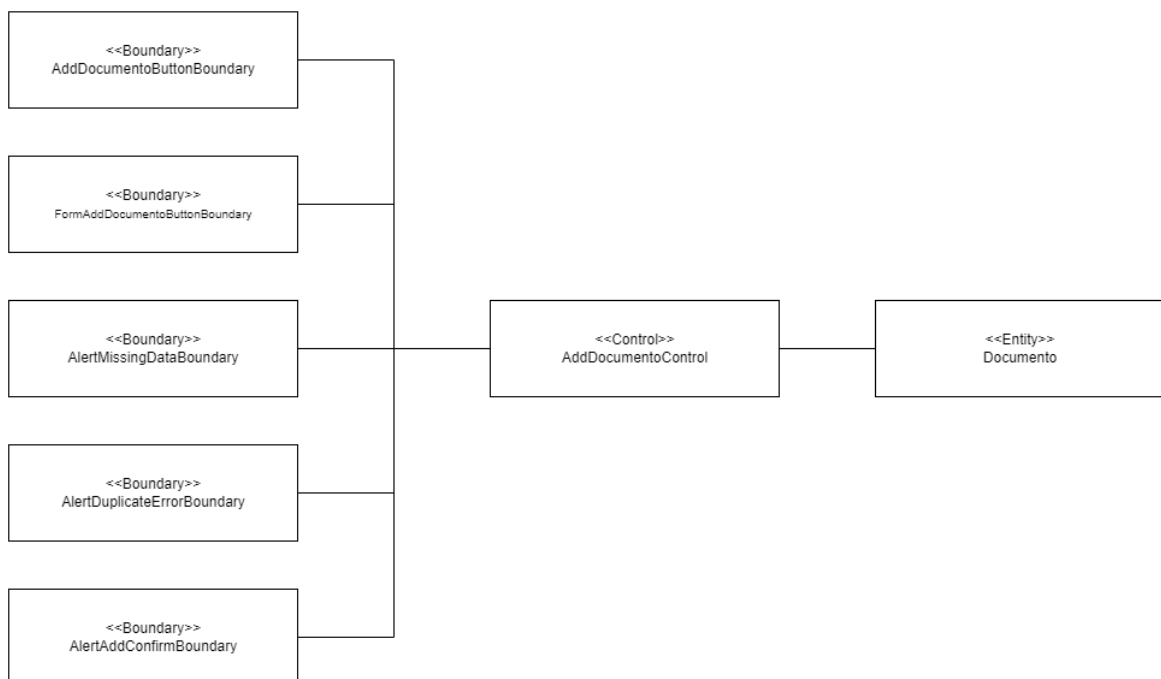 <<Boundary>>
AddDocumentoButtonBoundary
<<Boundary>>
FormAddDocumentoButtonBoundary
<<Boundary>>
AlertMissingDataBoundary
<<Control>>
AddDocumentoControl
<<Entity>>
Documento
<<Boundary>>
AlertDuplicateErrorBoundary
<<Boundary>>
AlertAddConfirmBoundary